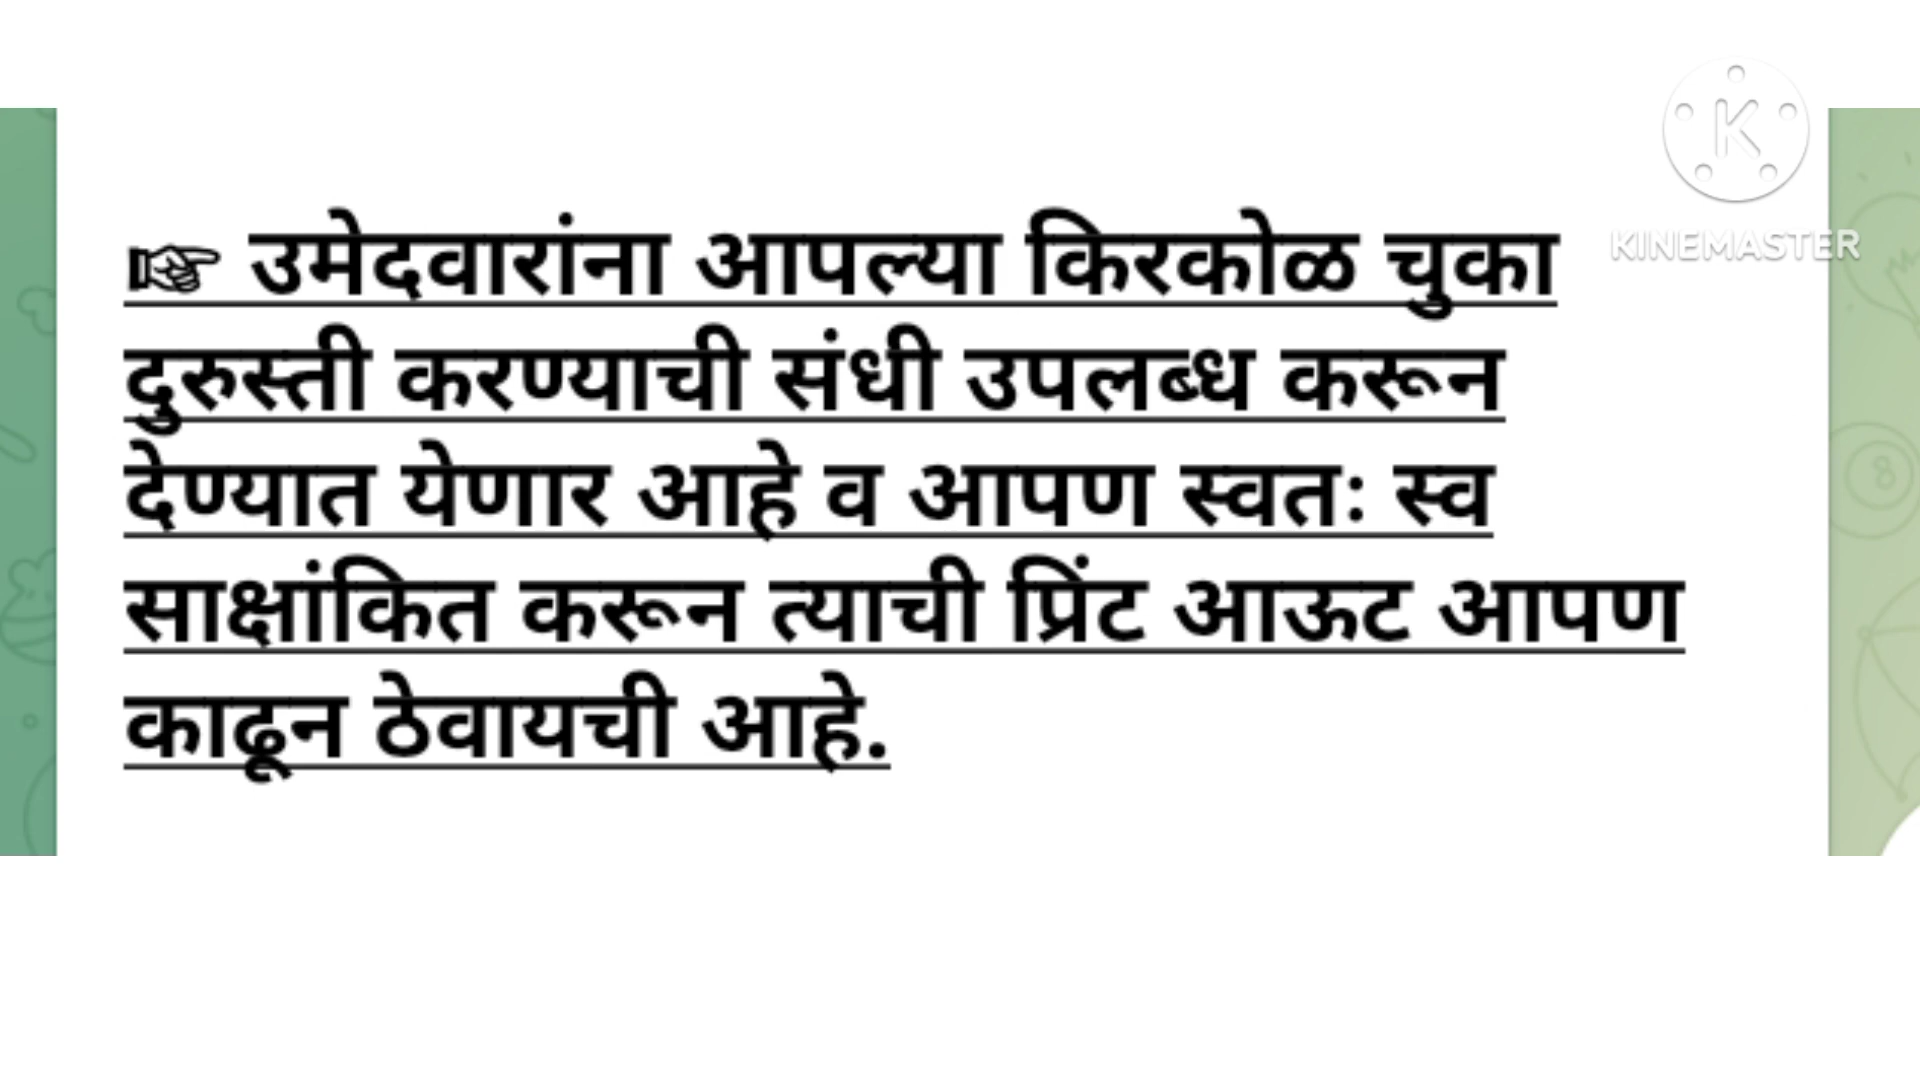 ☞ उमेदवारांना आपल्या किरकोळ चुका
दुरुस्ती करण्याची संधी उपलब्ध करून
देण्यात येणार आहे व आपण स्वतः स्व
साक्षांकित करून त्याची प्रिंट आऊट आपण
काढून ठेवायची आहे.
K
KINEMASTER